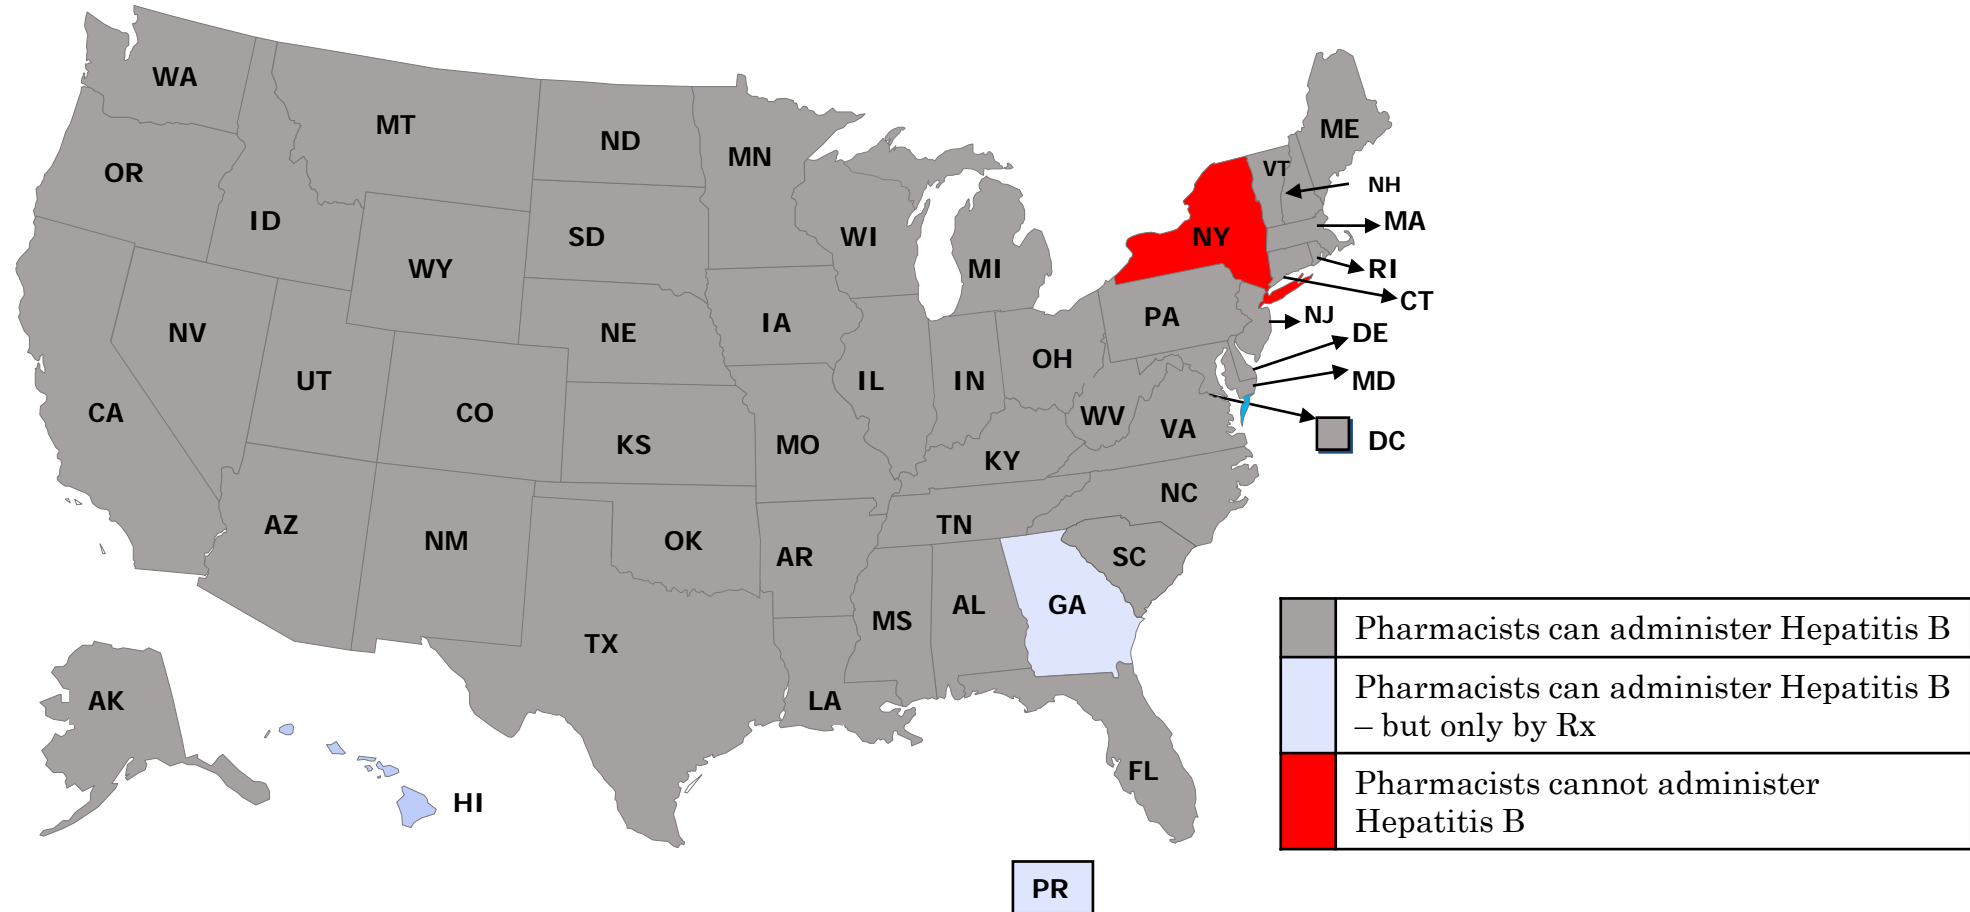 WA
MT
ND
MN
ME
OR
VT
NH
ID
SD
WI
NY
MA
WY
MI
RI
CT
NV
NE
IA
PA
NJ
DE
UT
CO
IL
IN
OH
MD
CA
KS
MO
WV
VA
DC
KY
NC
AZ
NM
OK
AR
TN
SC
MS
AL
GA
TX
LA
AK
FL
HI
PR
Pharmacists can administer Hepatitis B
Pharmacists can administer Hepatitis B
– but only by Rx
Pharmacists cannot administer
Hepatitis B